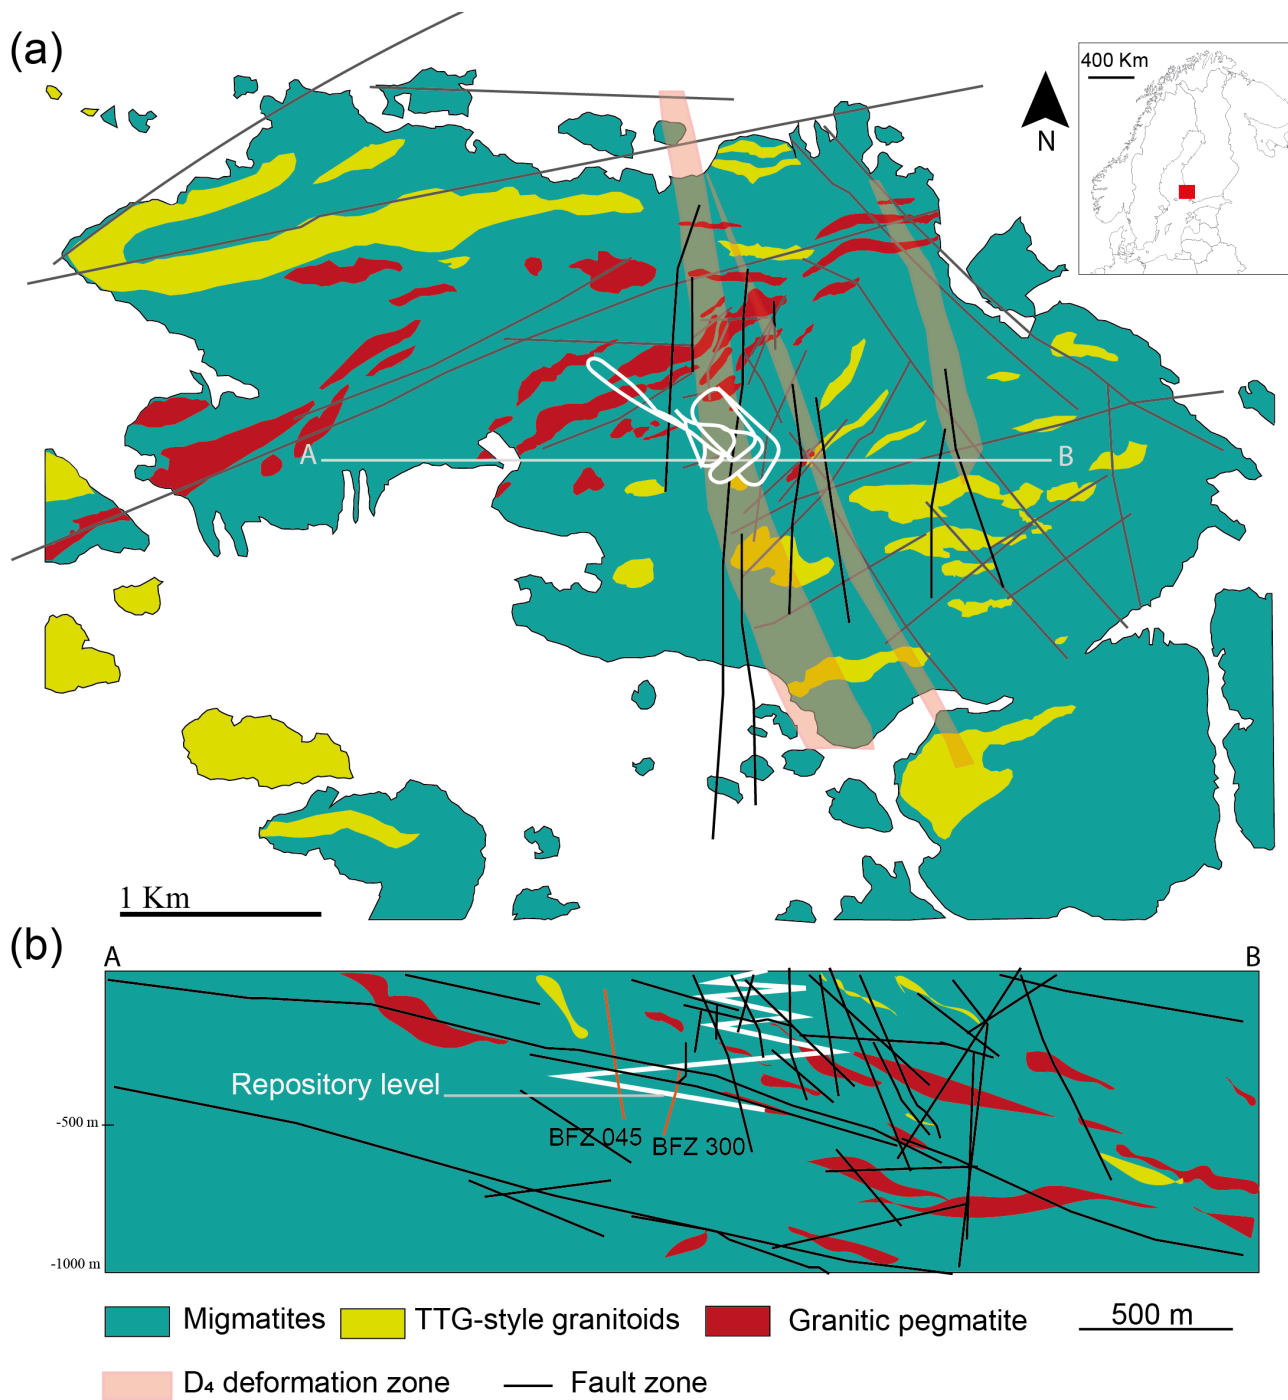 (a)
400 Km
N
A
B
1 Km
(b)
A
B
Repository level
-500 m
BFZ 045
BFZ 300
-1000 m
Migmatites
TTG-style granitoids
Granitic pegmatite
500 m
D₄ deformation zone
Fault zone